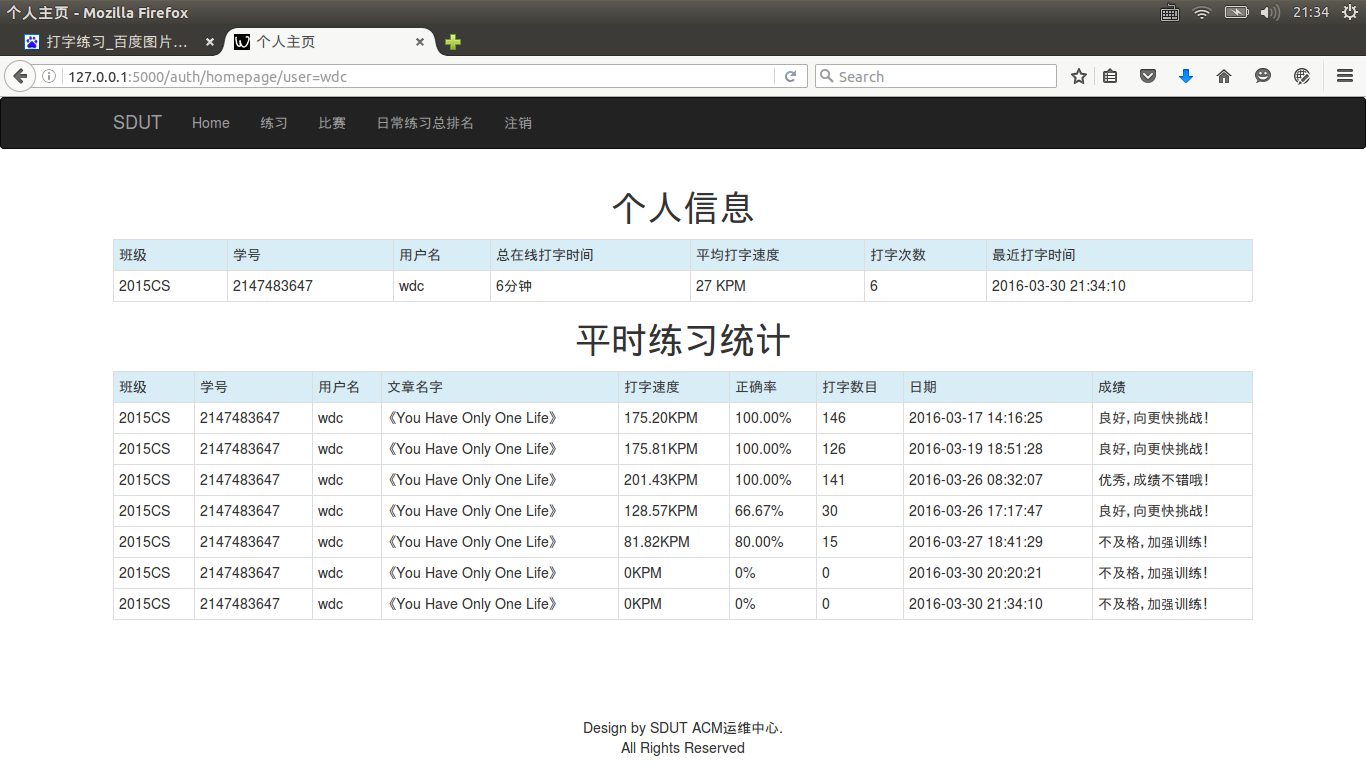 个人主页 - Mozilla Firefox 21:34
打字练习_百度图片... 个人主页
127.0.0.1:5000/auth/homepage/user=wdc Search
SDUT Home 练习 比赛 日常练习总排名 注销
个人信息
班级 学号 用户名 总在线打字时间 平均打字速度 打字次数 最近打字时间
2015CS 2147483647 wdc 6分钟 27 KPM 6 2016-03-30 21:34:10
平时练习统计
班级 学号 用户名 文章名字 打字速度 正确率 打字数目 日期 成绩
2015CS 2147483647 wdc 《You Have Only One Life》 175.20KPM 100.00% 146 2016-03-17 14:16:25 良好,向更快挑战!
2015CS 2147483647 wdc 《You Have Only One Life》 175.81KPM 100.00% 126 2016-03-19 18:51:28 良好,向更快挑战!
2015CS 2147483647 wdc 《You Have Only One Life》 201.43KPM 100.00% 141 2016-03-26 08:32:07 优秀,成绩不错哦!
2015CS 2147483647 wdc 《You Have Only One Life》 128.57KPM 66.67% 30 2016-03-26 17:17:47 良好,向更快挑战!
2015CS 2147483647 wdc 《You Have Only One Life》 81.82KPM 80.00% 15 2016-03-27 18:41:29 不及格,加强训练!
2015CS 2147483647 wdc 《You Have Only One Life》 0KPM 0% 0 2016-03-30 20:20:21 不及格,加强训练!
2015CS 2147483647 wdc 《You Have Only One Life》 0KPM 0% 0 2016-03-30 21:34:10 不及格,加强训练!
Design by SDUT ACM运维中心.
All Rights Reserved